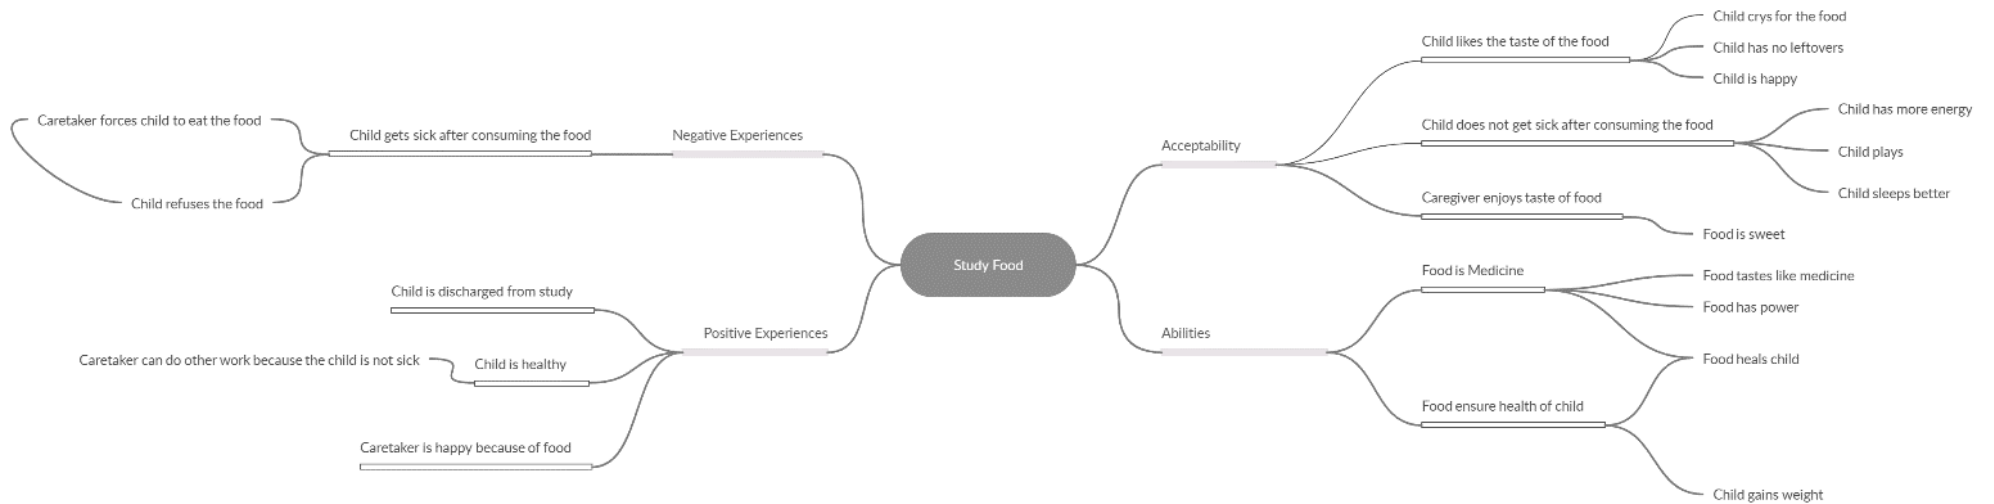 Study Food
Negative Experiences
Child gets sick after consuming the food
Caretaker forces child to eat the food
Child refuses the food
Positive Experiences
Child is discharged from study
Child is healthy
Caretaker can do other work because the child is not sick
Caretaker is happy because of food
Acceptability
Child likes the taste of the food
Child crys for the food
Child has no leftovers
Child is happy
Child does not get sick after consuming the food
Child has more energy
Child plays
Child sleeps better
Caregiver enjoys taste of food
Food is sweet
Abilities
Food is Medicine
Food tastes like medicine
Food has power
Food heals child
Food ensure health of child
Child gains weight